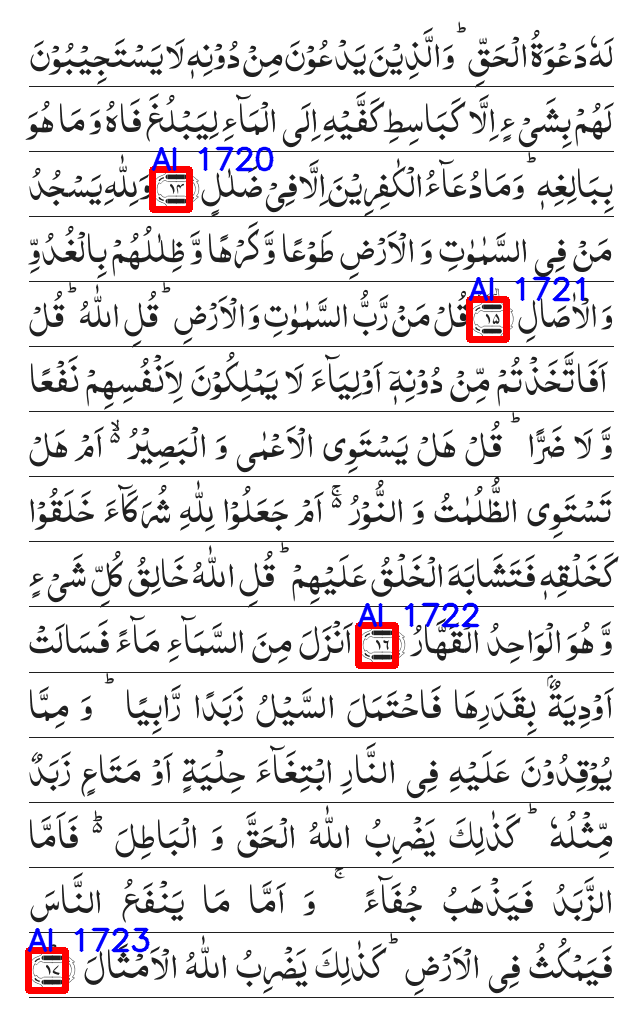 لَهٗ دَعْوَةُ الْحَقِّ ؕ وَالَّذِیْنَ یَدْعُوْنَ مِنْ دُوْنِهٖ لَا یَسْتَجِیْبُوْنَ
لَهُمْ بِشَیْءٍ اِلَّا كَبَاسِطِ كَفَّیْهِ اِلَی الْمَآءِ لِیَبْلُغَ فَاهُ وَ مَا هُوَ
AI 1720
بِبَالِغِهٖ ؕ وَمَا دُعَآءُ الْكٰفِرِیْنَ اِلَّا فِیْ ضَلٰلٍ ۱۴ وَلِلّٰهِ یَسْجُدُ
مَنْ فِی السَّمٰوٰتِ وَ الْاَرْضِ طَوْعًا وَّ كَرْهًا وَّ ظِلٰلُهُمْ بِالْغُدُوِّ
AI 1721
وَ الْاٰصَالِ ۱۵ قُلْ مَنْ رَّبُّ السَّمٰوٰتِ وَالْاَرْضِ ؕ قُلِ اللّٰهُ ؕ قُلْ
اَفَاتَّخَذْتُمْ مِّنْ دُوْنِهٖۤ اَوْلِیَآءَ لَا یَمْلِكُوْنَ لِاَنْفُسِهِمْ نَفْعًا
وَّ لَا ضَرًّا ؕ قُلْ هَلْ یَسْتَوِی الْاَعْمٰی وَ الْبَصِیْرُ ۙ۬ اَمْ هَلْ
تَسْتَوِی الظُّلُمٰتُ وَ النُّوْرُ ۚ۬ اَمْ جَعَلُوْا لِلّٰهِ شُرَكَآءَ خَلَقُوْا
كَخَلْقِهٖ فَتَشَابَهَ الْخَلْقُ عَلَیْهِمْ ؕ قُلِ اللّٰهُ خَالِقُ كُلِّ شَیْءٍ
AI 1722
وَّ هُوَ الْوَاحِدُ الْقَهَّارُ ۱۶ اَنْزَلَ مِنَ السَّمَآءِ مَآءً فَسَالَتْ
اَوْدِیَةٌۢ بِقَدَرِهَا فَاحْتَمَلَ السَّیْلُ زَبَدًا رَّابِیًا ؕ وَ مِمَّا
یُوْقِدُوْنَ عَلَیْهِ فِی النَّارِ ابْتِغَآءَ حِلْیَةٍ اَوْ مَتَاعٍ زَبَدٌ
مِّثْلُهٗ ؕ كَذٰلِكَ یَضْرِبُ اللّٰهُ الْحَقَّ وَ الْبَاطِلَ ؕ۬ فَاَمَّا
الزَّبَدُ فَیَذْهَبُ جُفَآءً ۚ وَ اَمَّا مَا یَنْفَعُ النَّاسَ
AI 1723
فَیَمْكُثُ فِی الْاَرْضِ ؕ كَذٰلِكَ یَضْرِبُ اللّٰهُ الْاَمْثَالَ ۱۷